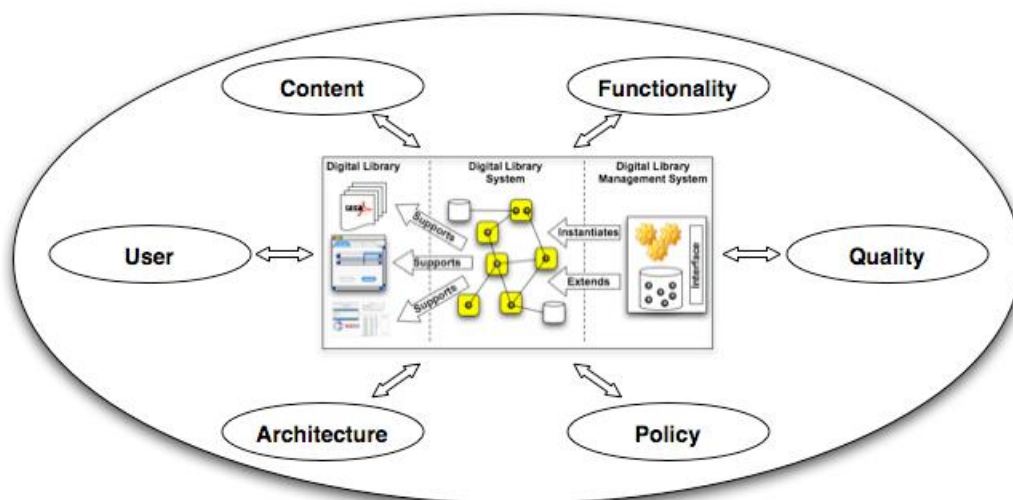 Content
Functionality
Digital Library
Digital Library
System
Digital Library
Management System
Supports
Instantiates
User
Supports
Interface
Quality
Extends
Supports
Architecture
Policy